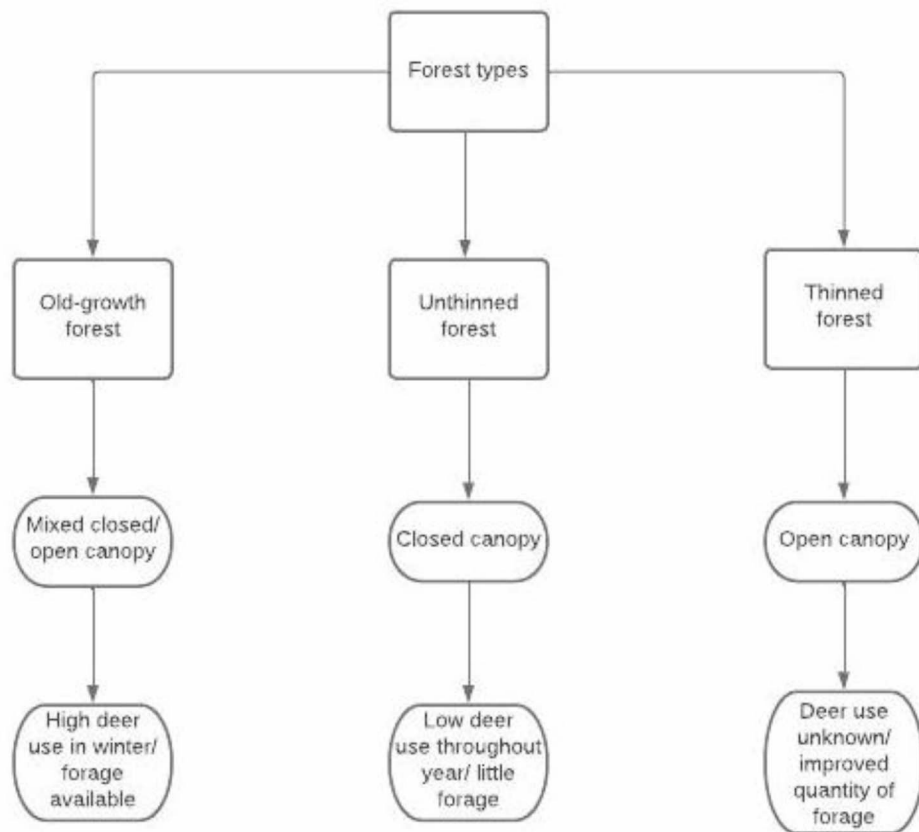 Forest types
Old-growth
forest
Unthinned
forest
Thinned
forest
Mixed closed/
open canopy
Closed canopy
Open canopy
High deer
use in winter/
forage
available
Low deer
use throughout
year/ little
forage
Deer use
unknown/
improved
quantity of
forage